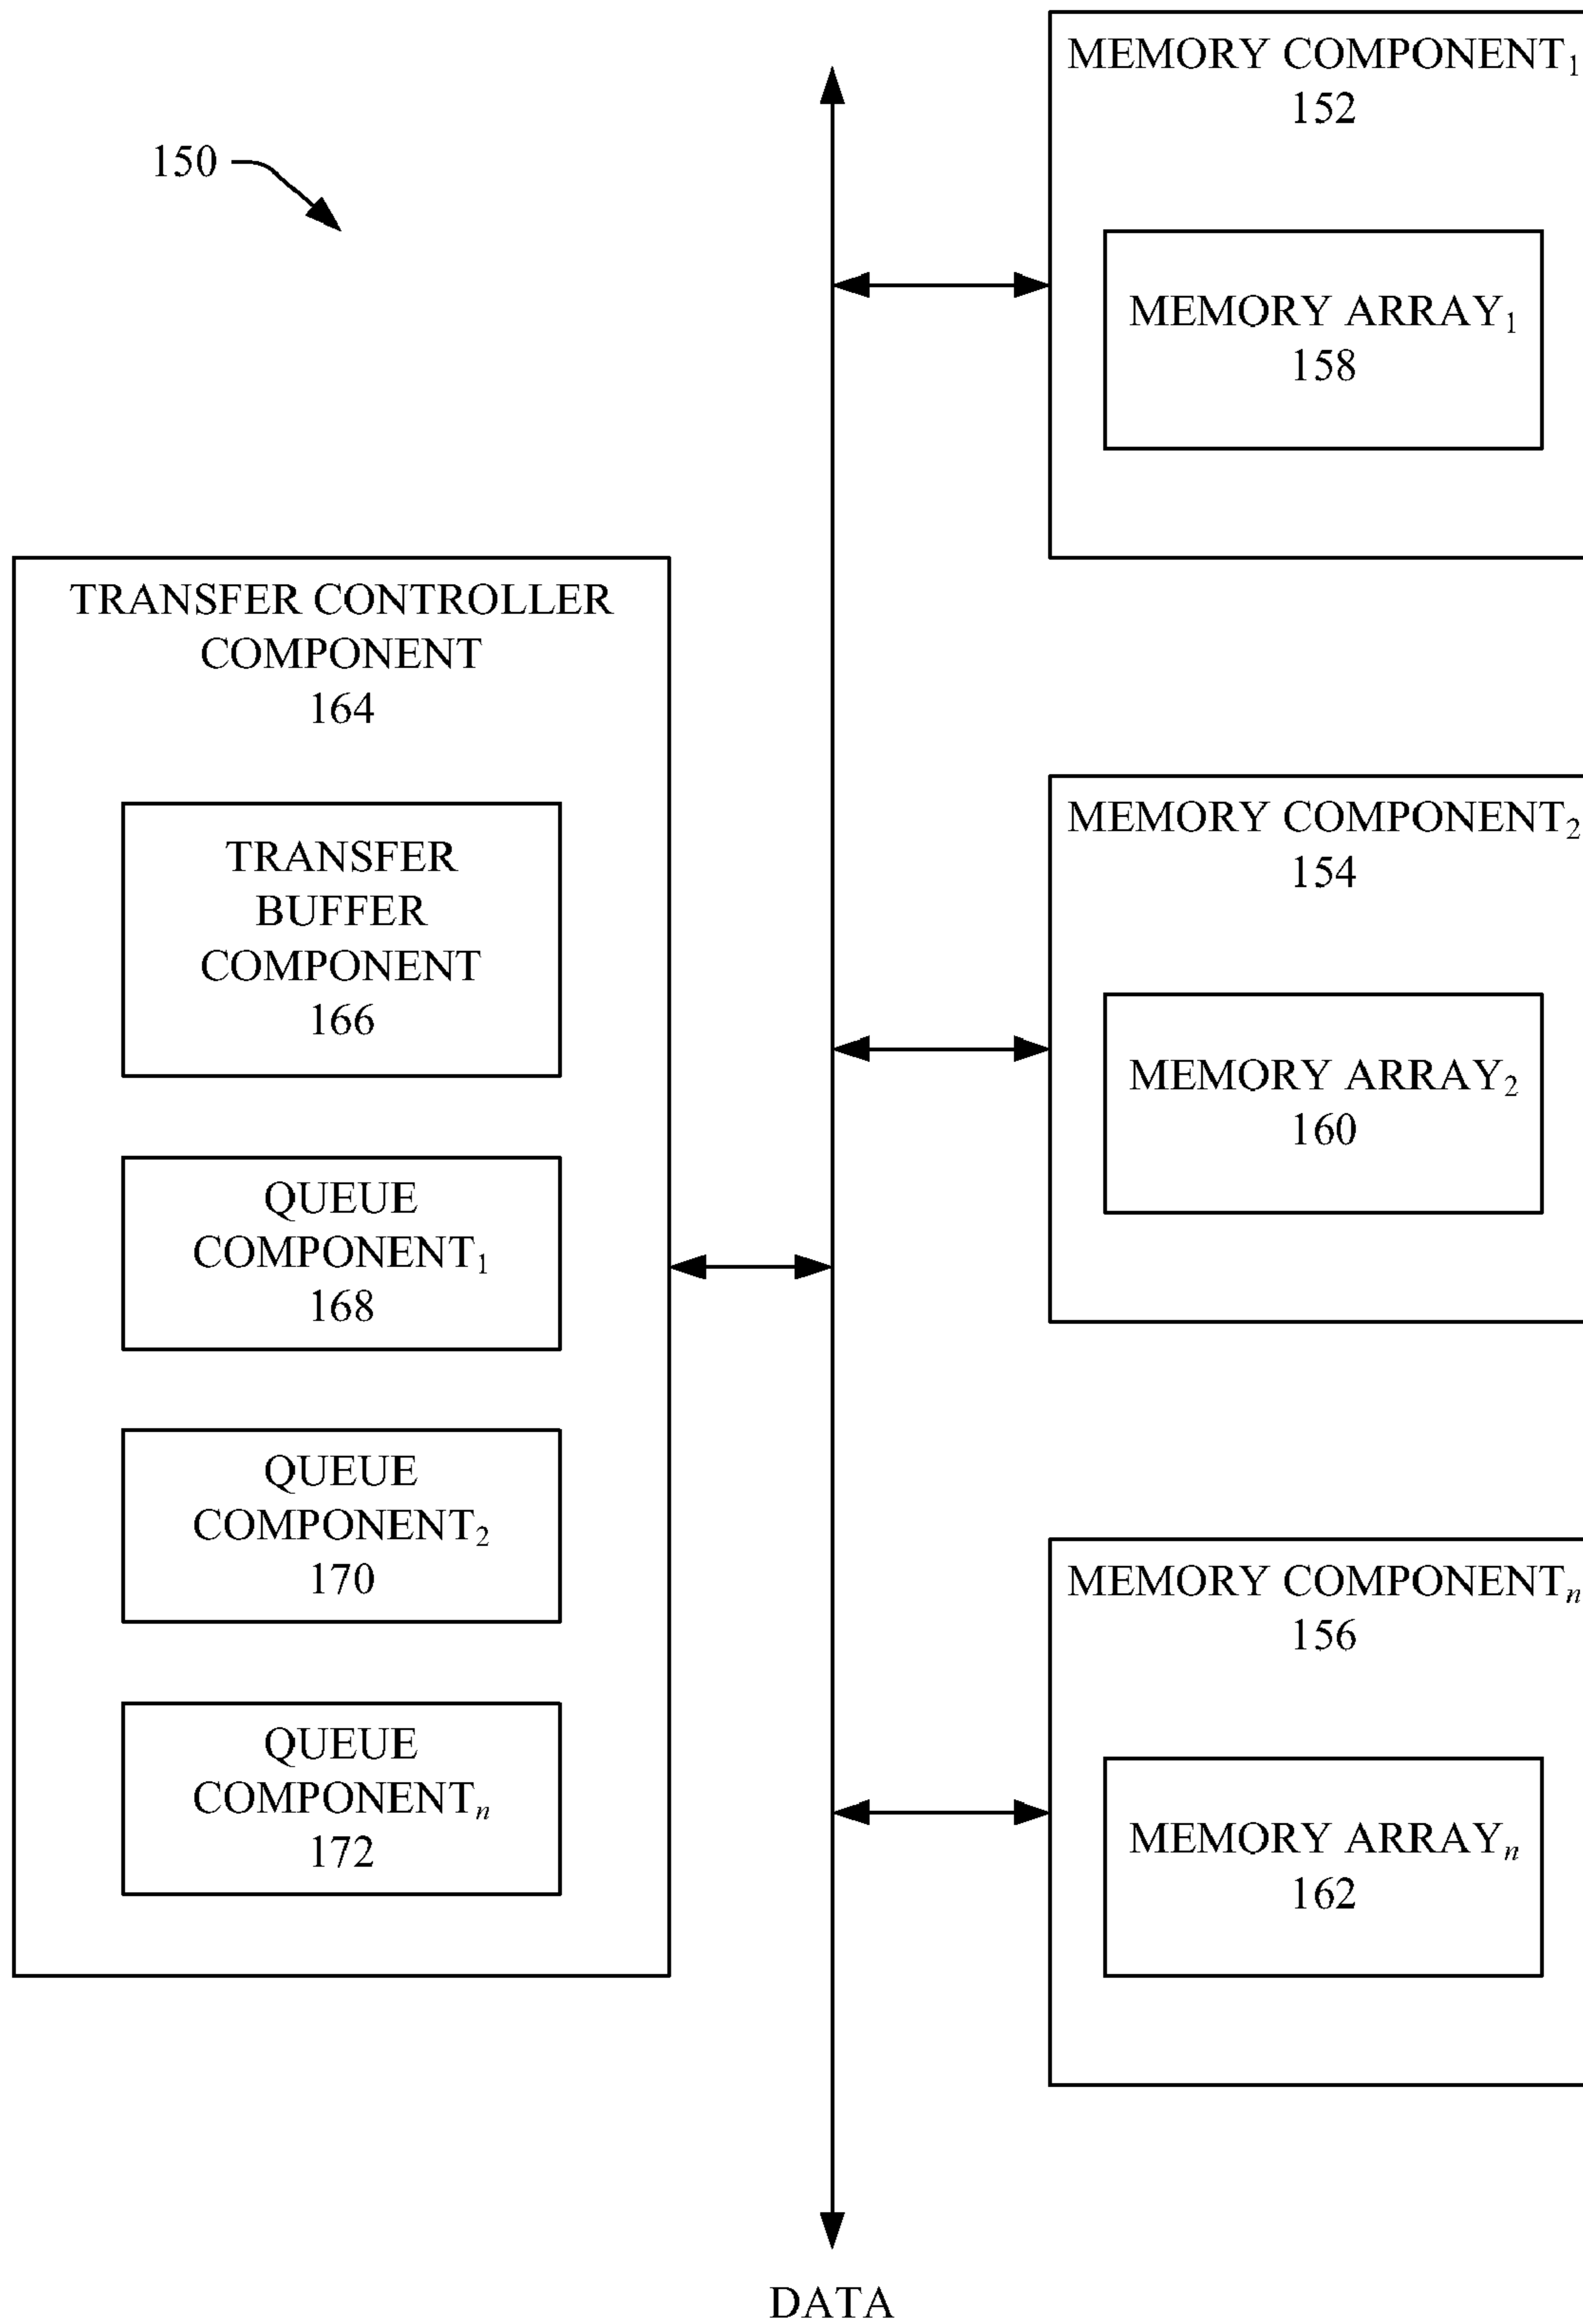 150
MEMORY COMPONENT₁
152
MEMORY ARRAY₁
158
TRANSFER CONTROLLER
COMPONENT
164
TRANSFER
BUFFER
COMPONENT
166
QUEUE
COMPONENT₁
168
QUEUE
COMPONENT₂
170
QUEUE
COMPONENTₙ
172
MEMORY COMPONENT₂
154
MEMORY ARRAY₂
160
MEMORY COMPONENTₙ
156
MEMORY ARRAYₙ
162
DATA